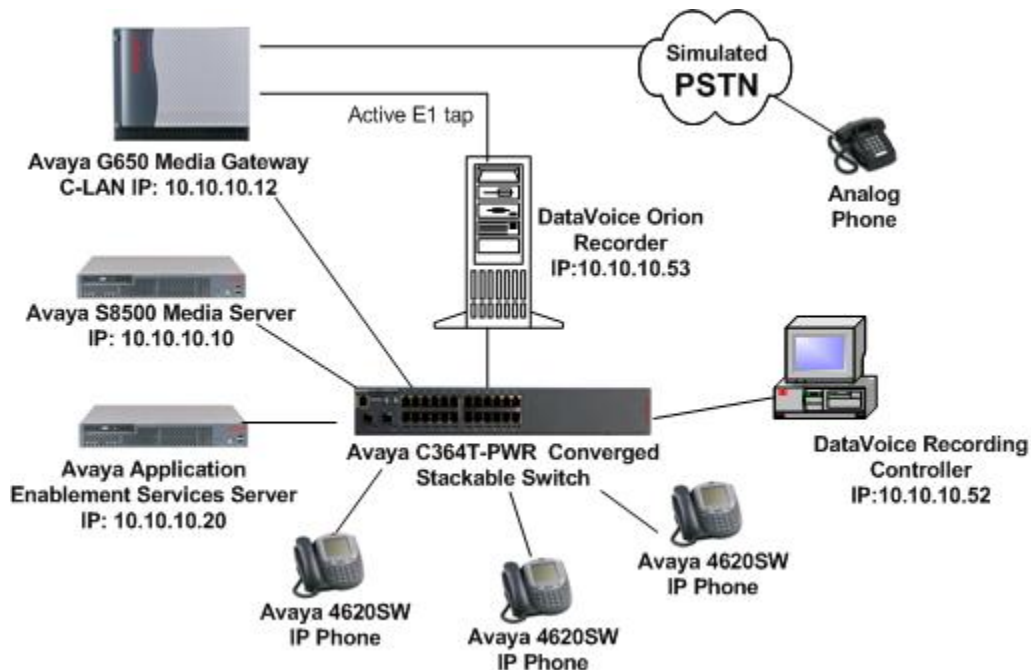 Simulated
PSTN
Active E1 tap
Avaya G650 Media Gateway
C-LAN IP: 10.10.10.12
Analog
Phone
DataVoice Orion
Recorder
IP:10.10.10.53
Avaya S8500 Media Server
IP: 10.10.10.10
Avaya C364T-PWR Converged
Stackable Switch
DataVoice Recording
Controller
IP:10.10.10.52
Avaya Application
Enablement Services Server
IP: 10.10.10.20
Avaya 4620SW
IP Phone
Avaya 4620SW
IP Phone
Avaya 4620SW
IP Phone